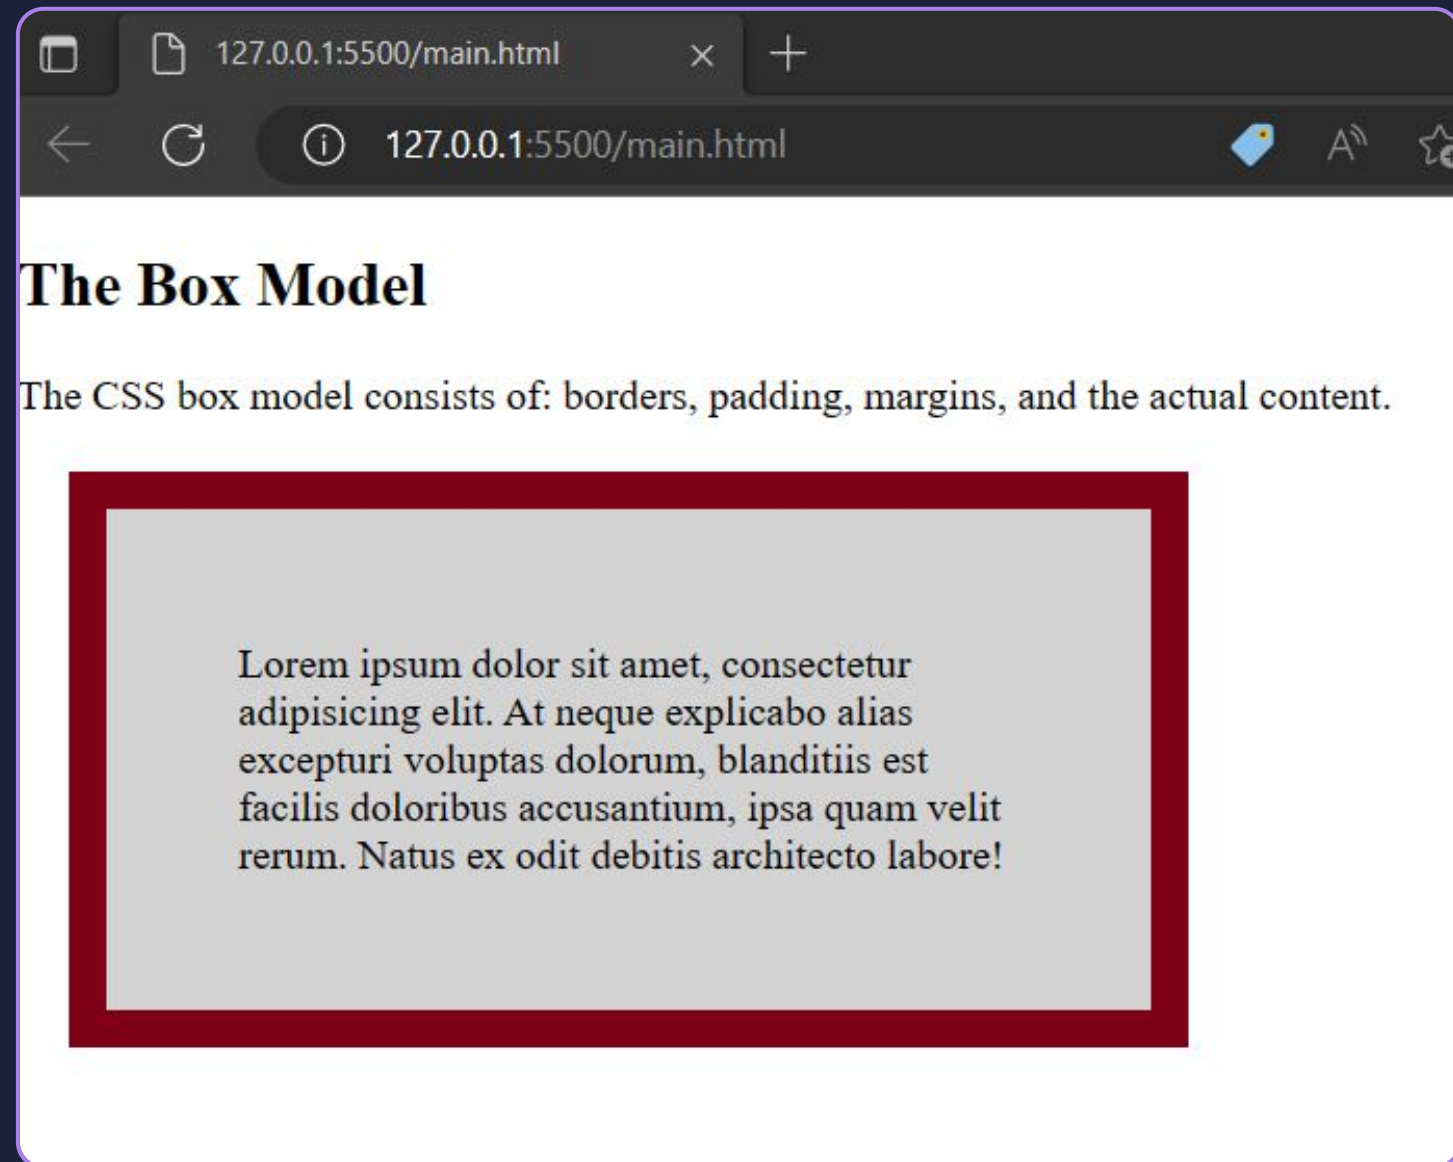 127.0.0.1:5500/main.html
127.0.0.1:5500/main.html
The Box Model
The CSS box model consists of: borders, padding, margins, and the actual content.
Lorem ipsum dolor sit amet, consectetur
adipisicing elit. At neque explicabo alias
excepturi voluptas dolorum, blanditiis est
facilis doloribus accusantium, ipsa quam velit
rerum. Natus ex odit debitis architecto labore!